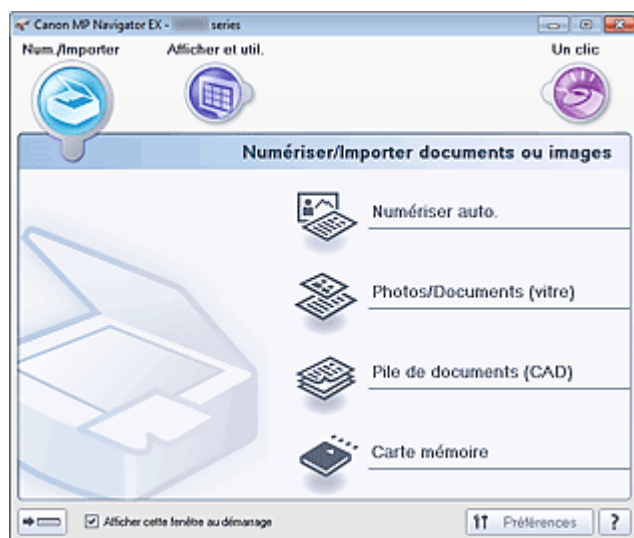 Canon MP Navigator EX - series
Num./Importer Afficher et util. Un clic
Numériser/Importer documents ou images
Numériser auto.
Photos/Documents (vitre)
Pile de documents (CAD)
Carte mémoire
Afficher cette fenêtre au démarrage Préférences ?